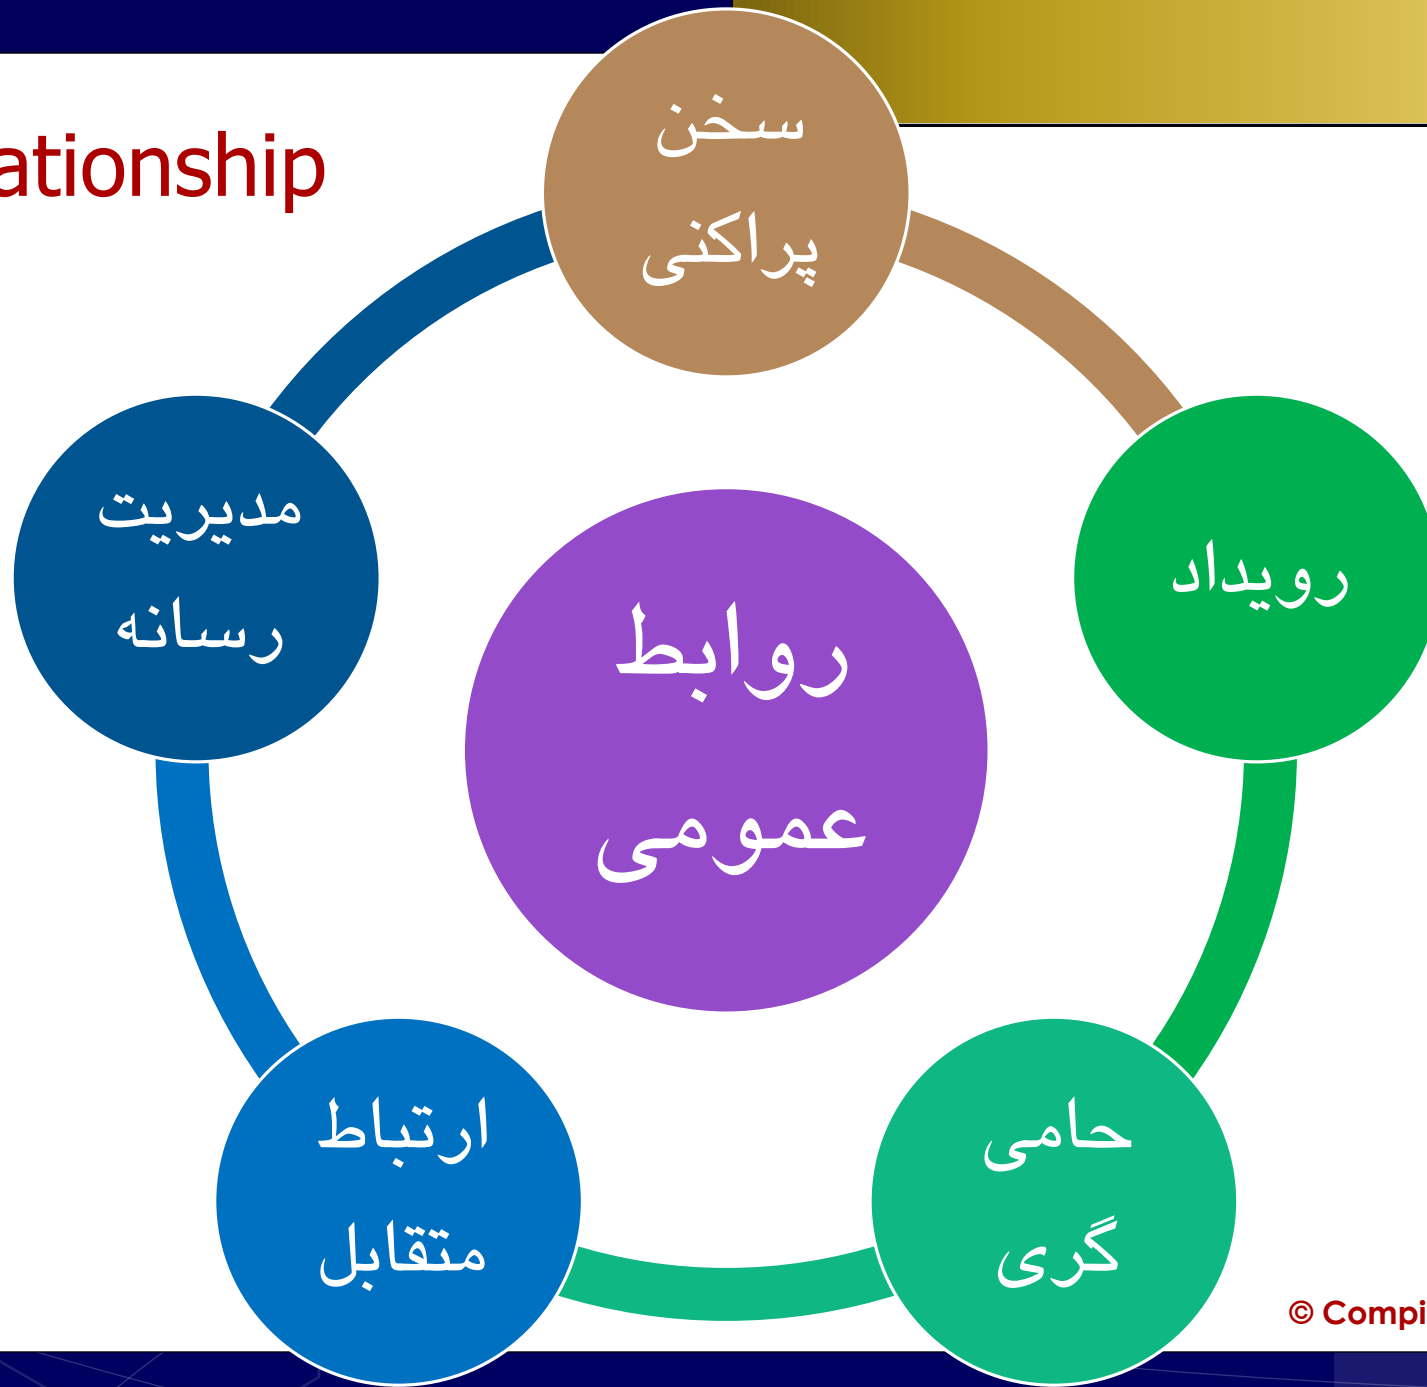 ationship
سخن
پراکنی
رویداد
حامی
گری
ارتباط
متقابل
مدیریت
رسانه
روابط
عمومی
© Compi